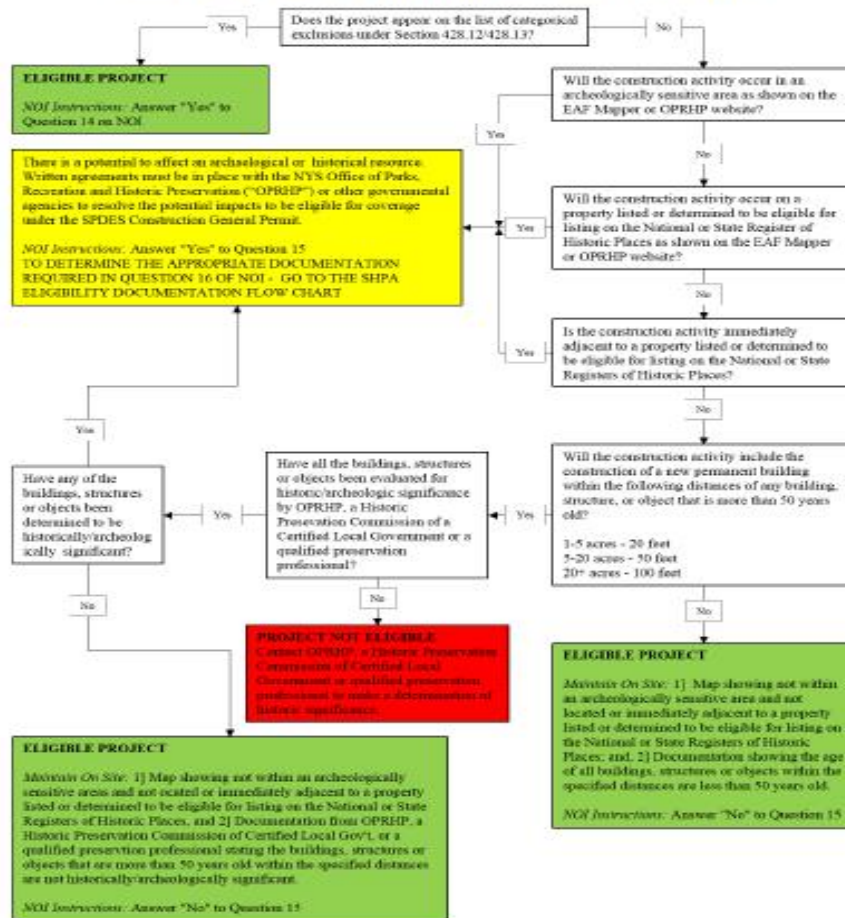 Does the project appear on the list of categorical
exclusions under Section 428.12/428.13?
Yes
No
ELIGIBLE PROJECT
NOI Instructions: Answer "Yes" to
Question 14 on NOI
Will the construction activity occur in an
archeologically sensitive area as shown on the
EAF Mapper or OPRHP website?
Yes
No
There is a potential to affect an archaelogical or historical resource.
Written agreements must be in place with the NYS Office of Parks,
Recreation and Historic Preservation ("OPRHP") or other governmental
agencies to resolve the potential impacts to be eligible for coverage
under the SPDES Construction General Permit.
NOI Instructions: Answer "Yes" to Question 15
TO DETERMINE THE APPROPRIATE DOCUMENTATION
REQUIRED IN QUESTION 16 OF NOI - GO TO THE SHPA
ELIGIBILITY DOCUMENTATION FLOW CHART
Will the construction activity occur on a
property listed or determined to be eligible for
listing on the National or State Register of
Historic Places as shown on the EAF Mapper
or OPRHP website?
Yes
No
Is the construction activity immediately
adjacent to a property listed or determined to
be eligible for listing on the National or State
Registers of Historic Places?
Yes
No
Will the construction activity include the
construction of a new permanent building
within the following distances of any building,
structure, or object that is more than 50 years
old?
1-5 acres - 20 feet
5-20 acres - 50 feet
20+ acres - 100 feet
Yes
No
Have all the buildings, structures
or objects been evaluated for
historic/archeologic significance
by OPRHP, a Historic
Presevation Commission of a
Certified Local Government or a
qualified preservation
professional?
Yes
No
Have any of the
buildings, structures
or objects been
determined to be
historically/archeolog
ically significant?
Yes
No
PROJECT NOT ELIGIBLE
Contact OPRHP, a Historic Preservation
Commission of Certified Local
Government or qualified preservation
professional to make a determination of
historic significance.
ELIGIBLE PROJECT
Maintain On Site: 1] Map showing not within
an archeologically sensitive area and not
located or immediately adjacent to a property
listed or determined to be eligible for listing on
the National or State Registers of Historic
Places; and, 2] Documentation showing the age
of all buildings, structures or objects within the
specified distances are less than 50 years old.
NOI Instructions: Answer "No" to Question 15
ELIGIBLE PROJECT
Maintain On Site: 1] Map showing not within an archeologically
sensitive areas and not ocated or immediately adjacent to a property
listed or determined to be eligible for listing on the National or State
Registers of Historic Places, and 2] Documentation from OPRHP, a
Historic Preservation Commission of Certified Local Gov't, or a
qualified preservtion professional stating the buildings, structures or
objects that are more than 50 years old within the specified distances
are not historically/archeologically significant.
NOI Instructions: Answer "No" to Question 15